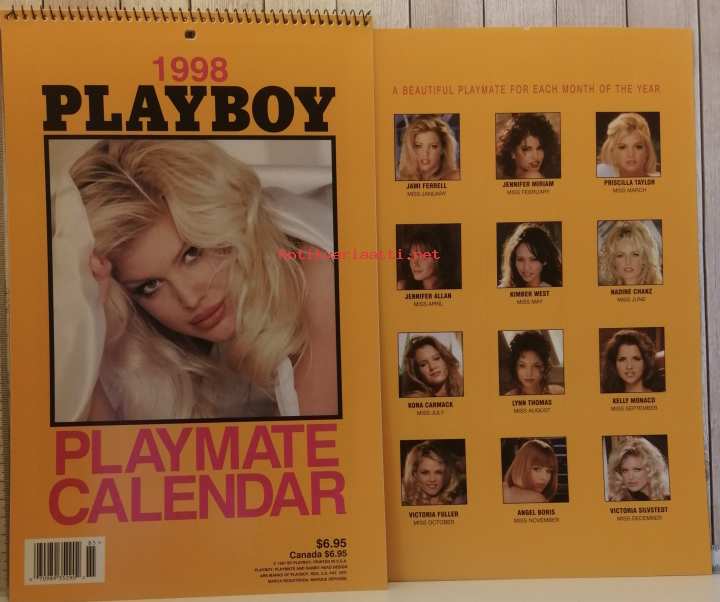 1998
PLAYBOY
PLAYMATE
CALENDAR
$6.95
Canada $6.95
A BEAUTIFUL PLAYMATE FOR EACH MONTH OF THE YEAR
JAMI FERRELL
MISS JANUARY
JENNIFER MIRIAM
MISS FEBRUARY
PRISCILLA TAYLOR
MISS MARCH
JENNIFER ALLAN
MISS APRIL
KIMBER WEST
MISS MAY
NADINE CHANZ
MISS JUNE
KONA CARMACK
MISS JULY
LYNN THOMAS
MISS AUGUST
KELLY MONACO
MISS SEPTEMBER
VICTORIA FULLER
MISS OCTOBER
ANGEL BORIS
MISS NOVEMBER
VICTORIA SILVSTEDT
MISS DECEMBER